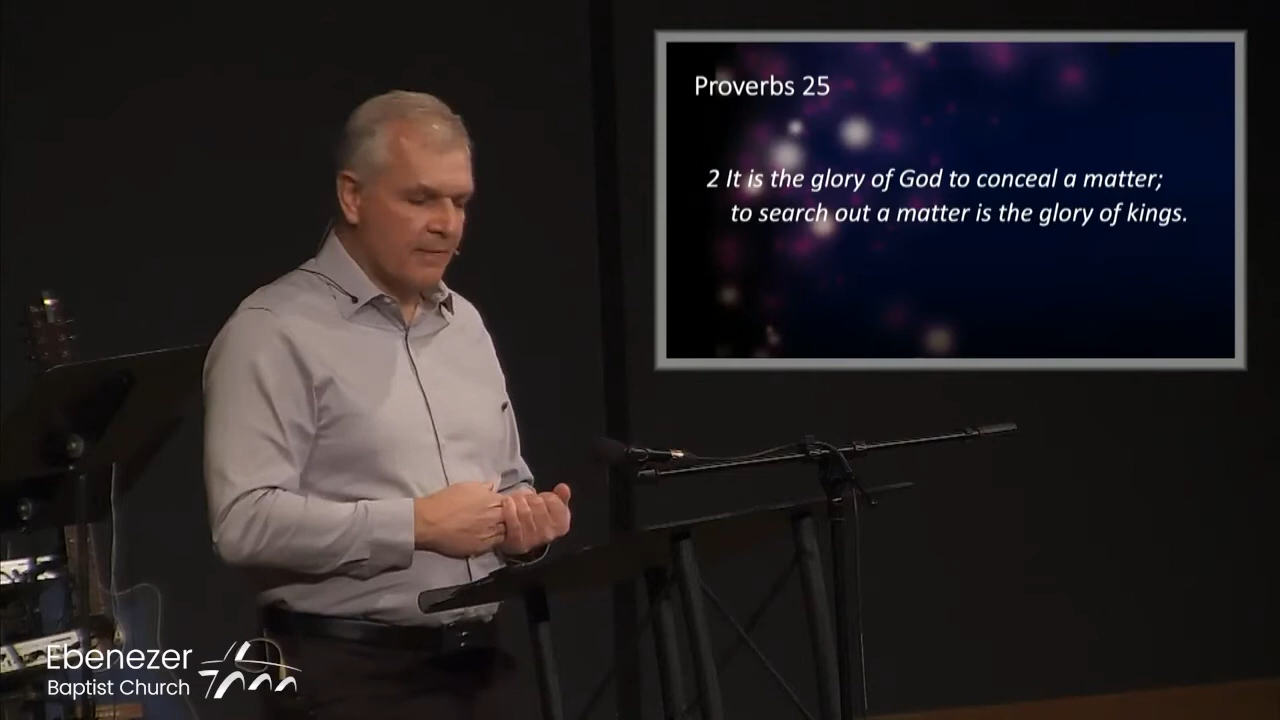 Proverbs 25
2 It is the glory of God to conceal a matter;
to search out a matter is the glory of kings.
Ebenezer
Baptist Church